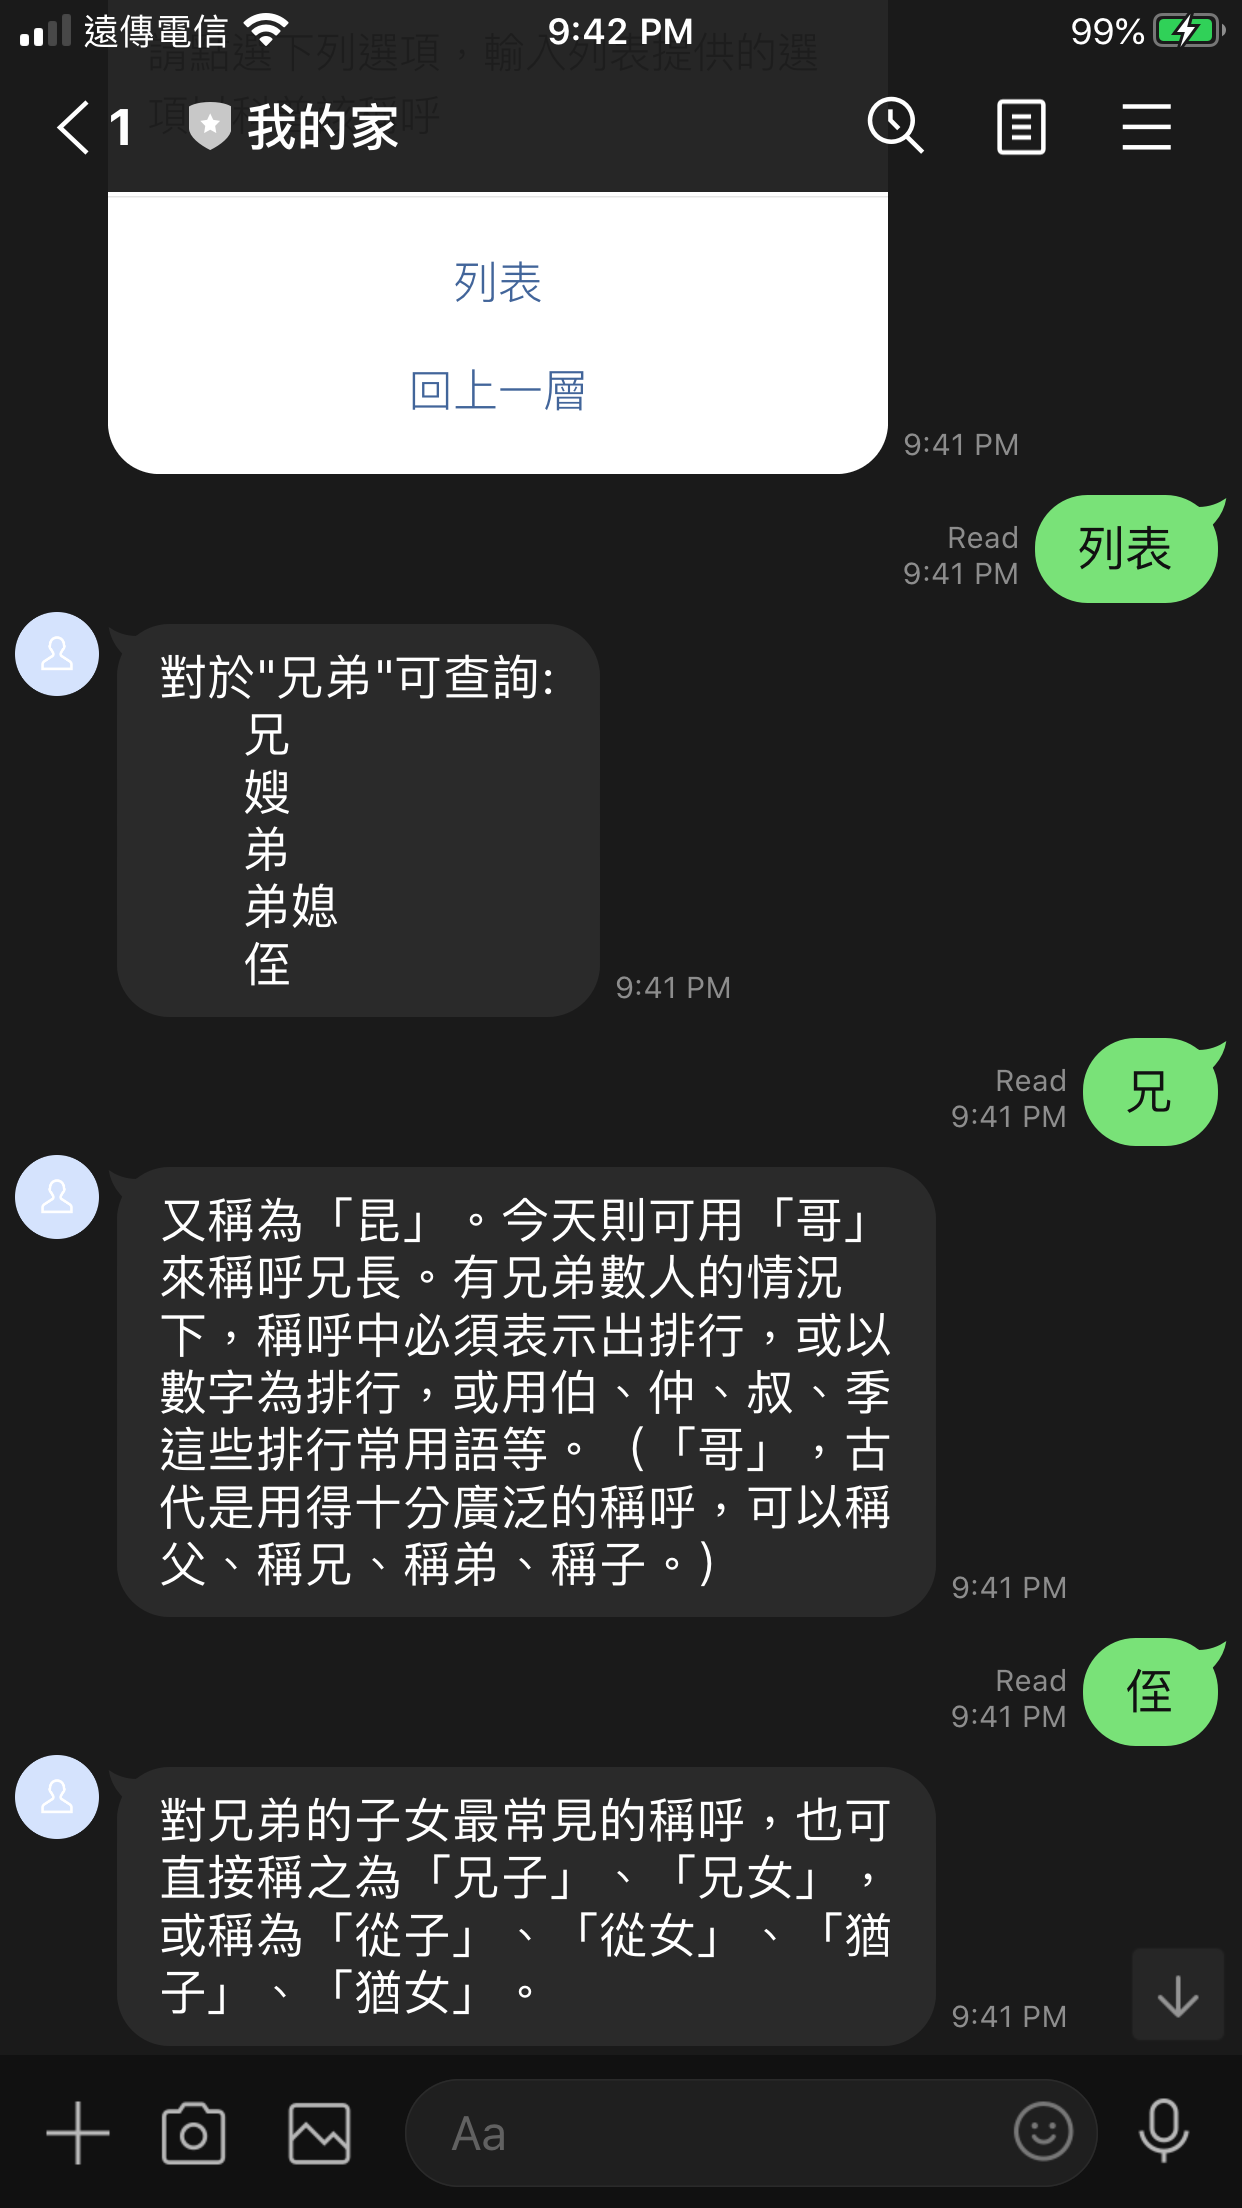 遠傳電信
9:42 PM
99%
請點選下列選項，輸入列表提供的選
1
我的家
列表
回上一層
9:41 PM
列表
Read
9:41 PM
對於"兄弟"可查詢:
兄
嫂
弟
弟媳
侄
9:41 PM
兄
Read
9:41 PM
又稱為「昆」。今天則可用「哥」
來稱呼兄長。有兄弟數人的情況
下，稱呼中必須表示出排行，或以
數字為排行，或用伯、仲、叔、季
這些排行常用語等。（「哥」，古
代是用得十分廣泛的稱呼，可以稱
父、稱兄、稱弟、稱子。)
9:41 PM
侄
Read
9:41 PM
對兄弟的子女最常見的稱呼，也可
直接稱之為「兄子」、「兄女」，
或稱為「從子」、「從女」、「猶
子」、「猶女」。
9:41 PM
Aa